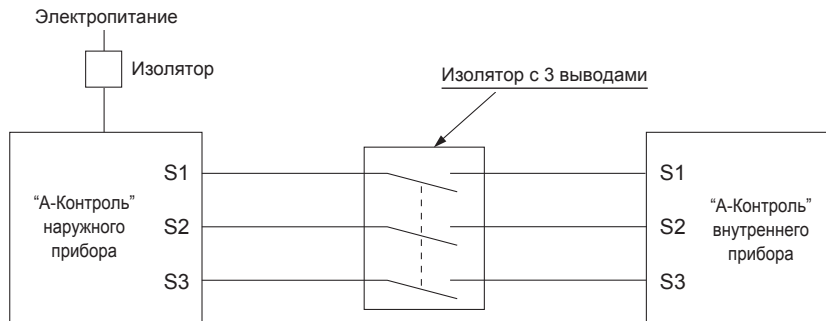 Электропитание
Изолятор
Изолятор с 3 выводами
“А-Контроль”
наружного
прибора
S1
S2
S3
S1
S2
S3
“А-Контроль”
внутреннего
прибора